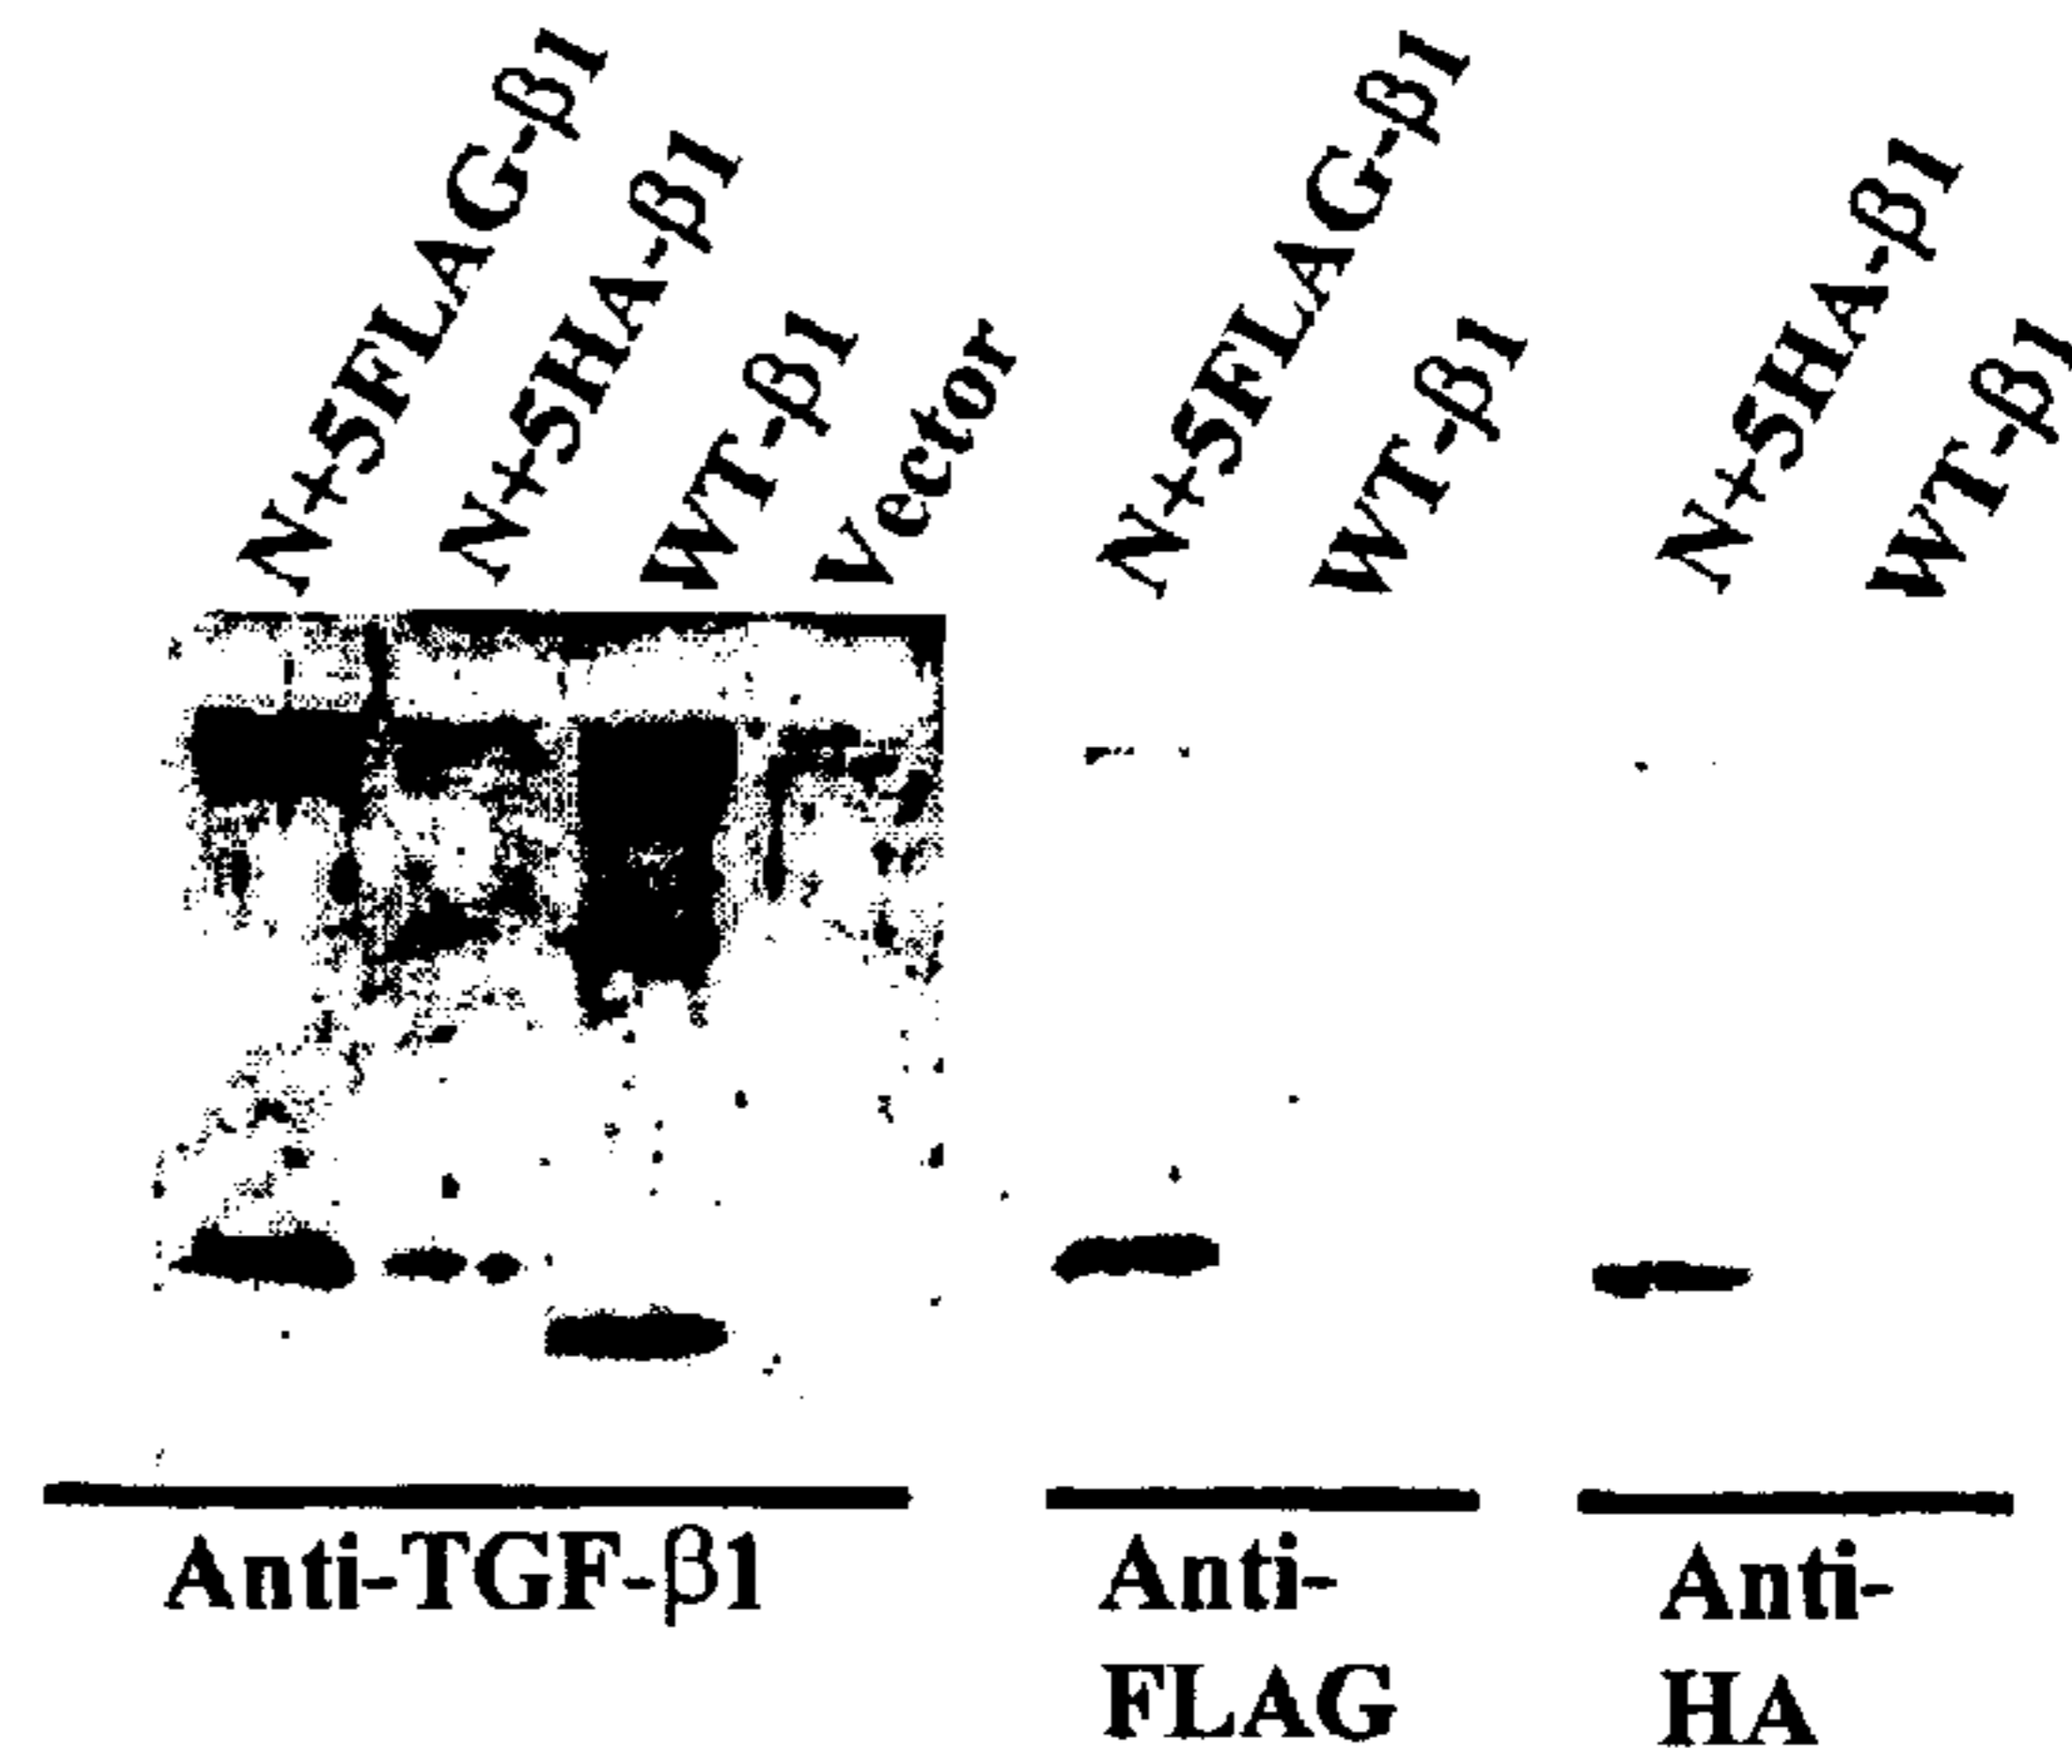 N+5FLAG-β1
N+5HA-β1
WT-β1
Vector
N+5FLAG-β1
WT-β1
N+5HA-β1
WT-β1
Anti-TGF-β1
Anti-
FLAG
Anti-
HA